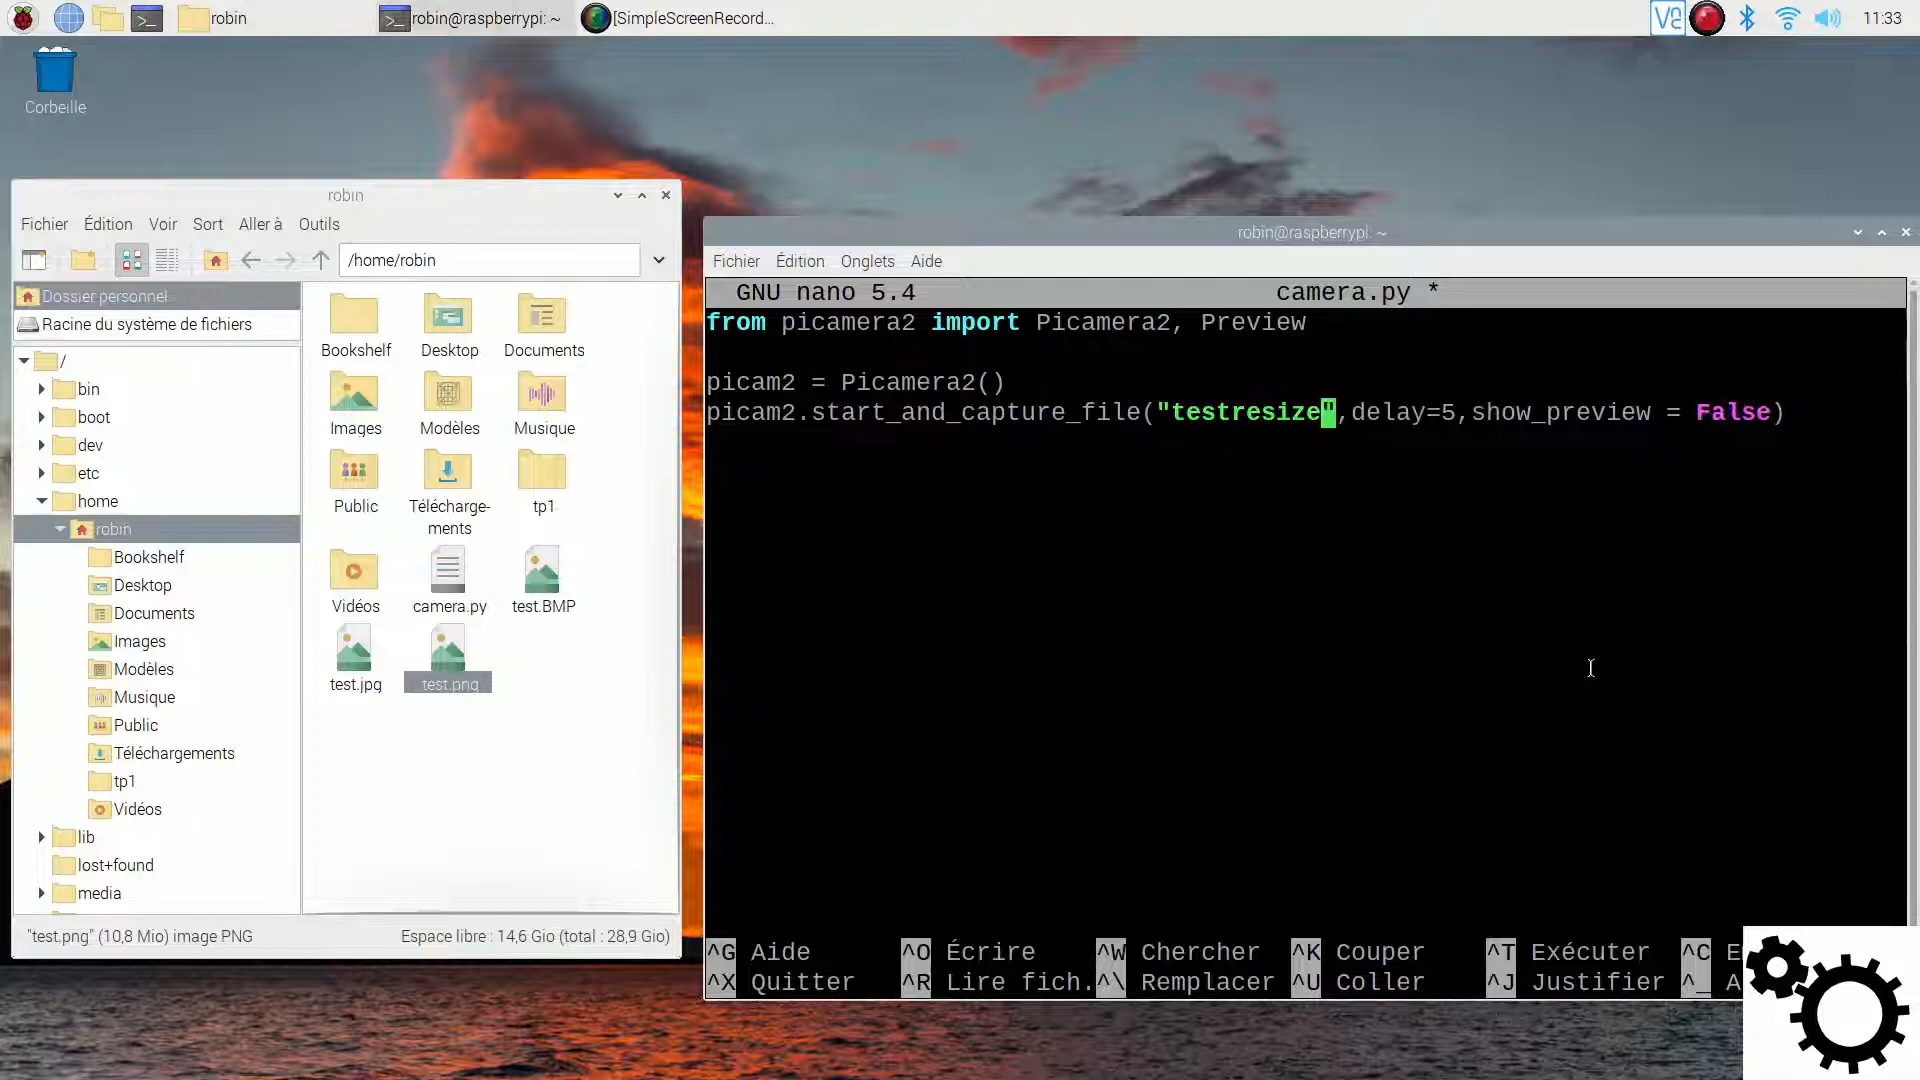 robin
robin@raspberrypi: ~
[SimpleScreenRecord...
11:33
Corbeille
robin
Fichier Édition Voir Sort Aller à Outils
/home/robin
Dossier personnel
Racine du système de fichiers
/
bin
boot
dev
etc
home
robin
Bookshelf
Desktop
Documents
Images
Modèles
Musique
Public
Téléchargements
tp1
Vidéos
lib
lost+found
media
Bookshelf Desktop Documents
Images Modèles Musique
Public Télécharge-
ments tp1
Vidéos camera.py test.BMP
test.jpg test.png
"test.png" (10,8 Mio) image PNG
Espace libre : 14,6 Gio (total : 28,9 Gio)
robin@raspberrypi: ~
Fichier Édition Onglets Aide
GNU nano 5.4 camera.py *
from picamera2 import Picamera2, Preview
picam2 = Picamera2()
picam2.start_and_capture_file("testresize",delay=5,show_preview = False)
^G Aide ^O Écrire ^W Chercher ^K Couper ^T Exécuter ^C E
^X Quitter ^R Lire fich. ^\ Remplacer ^U Coller ^J Justifier ^_ A